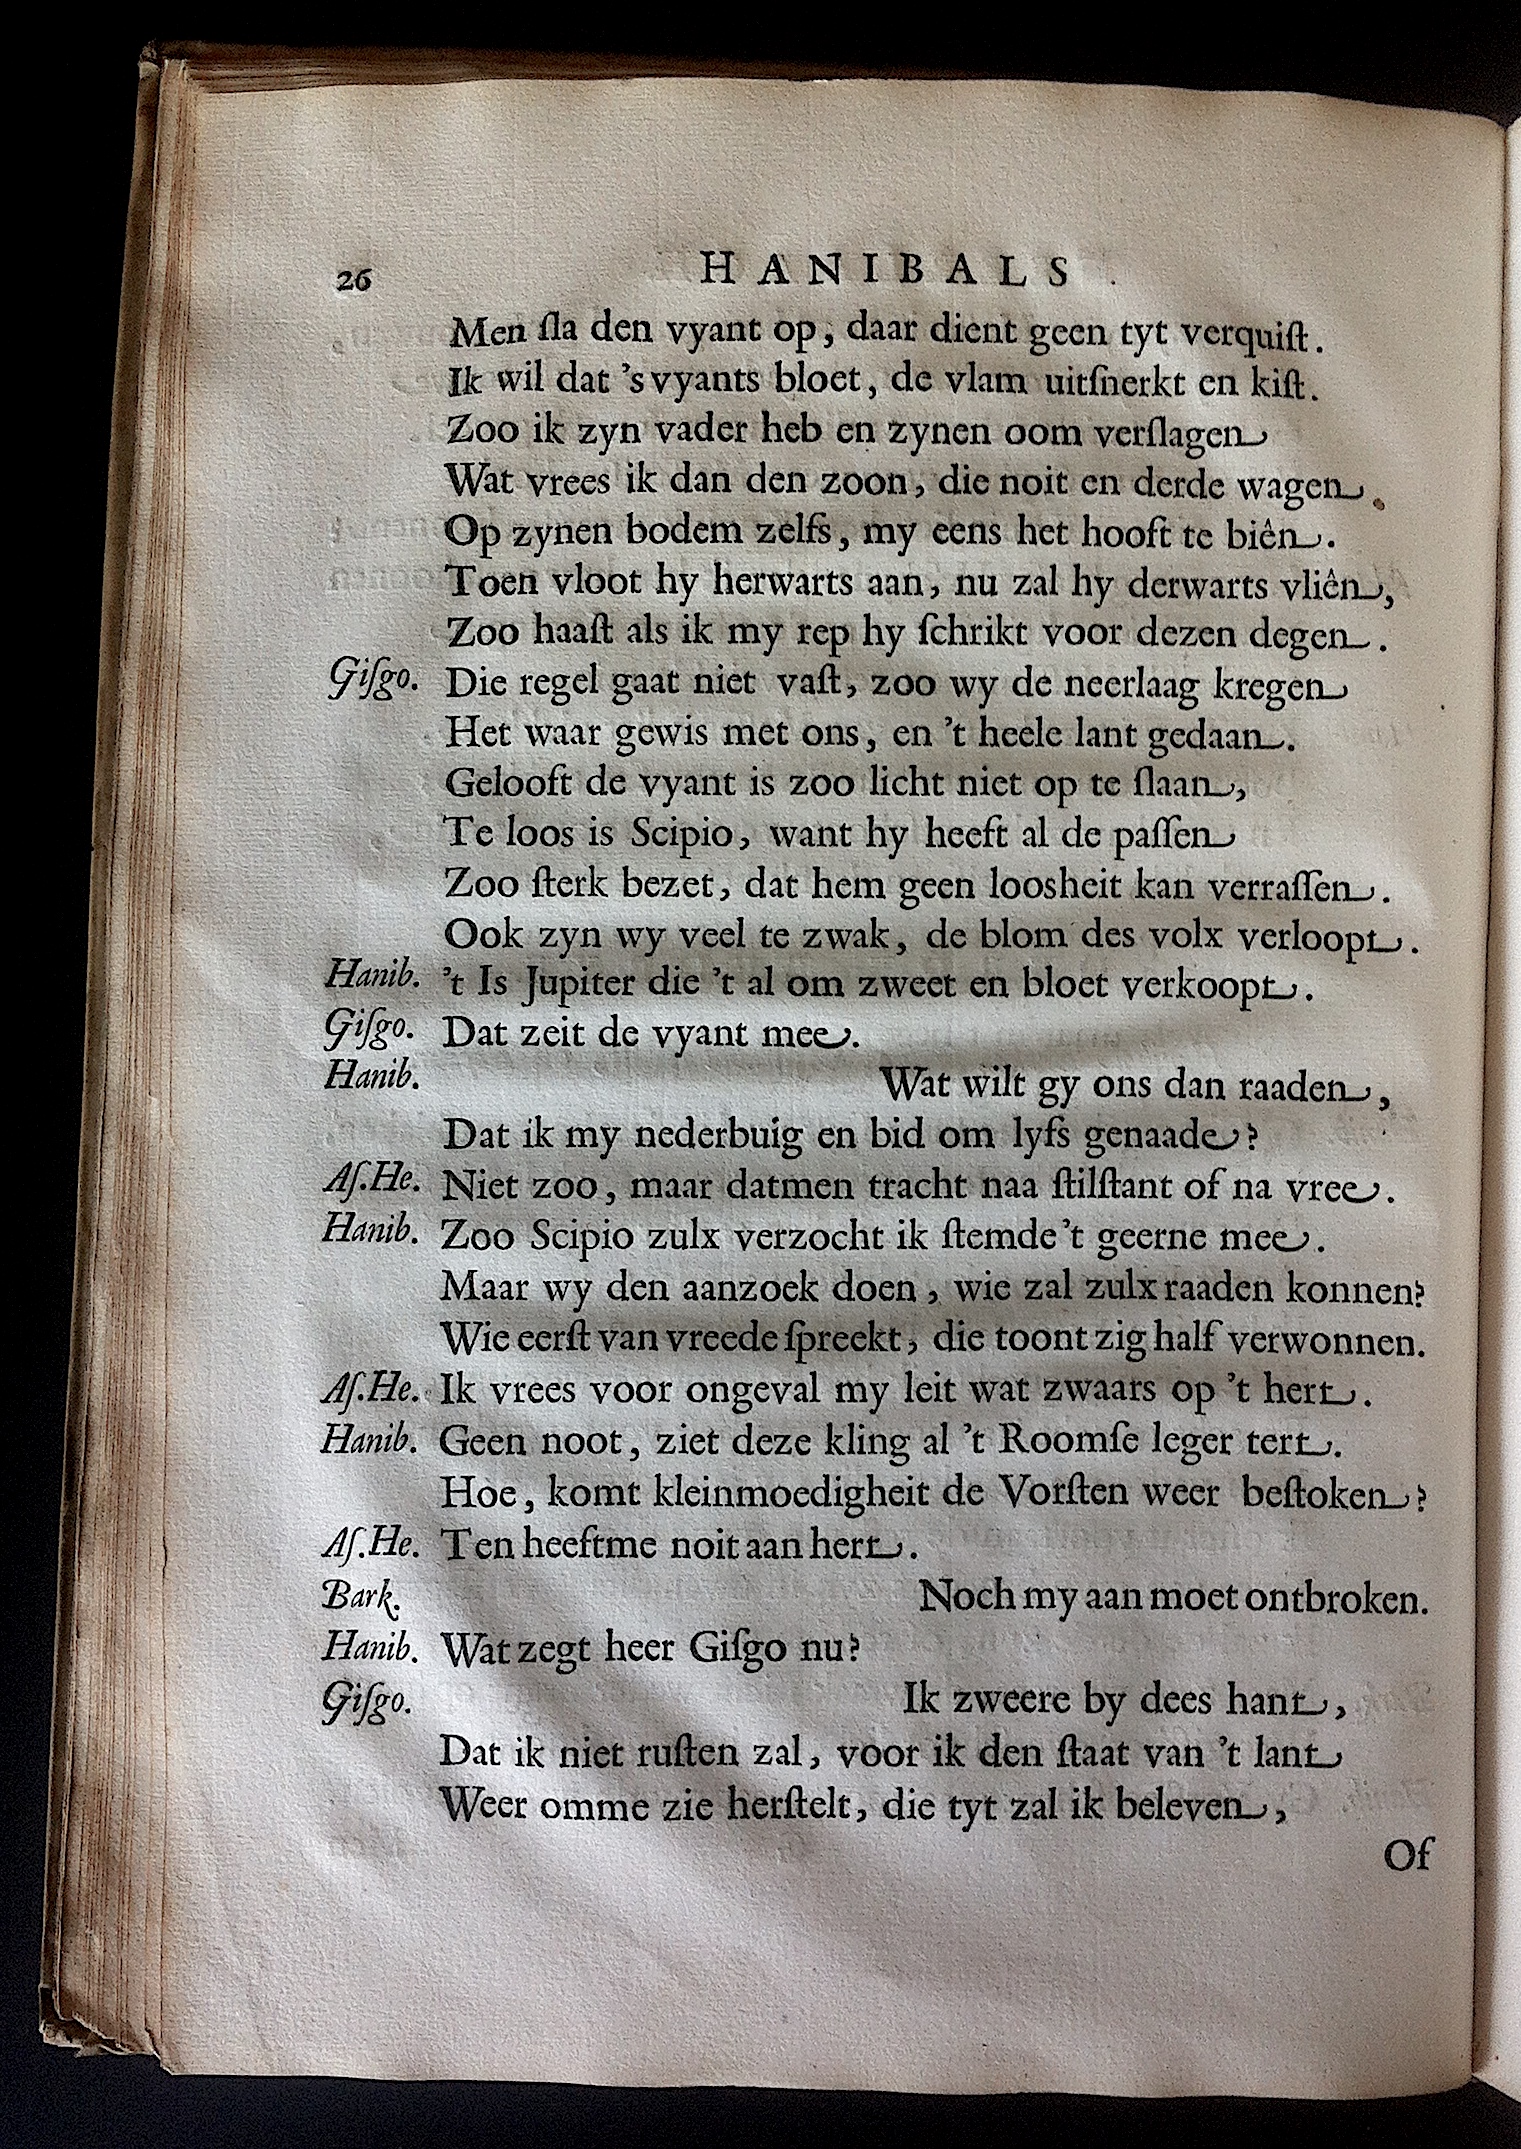 26 HANIBALS
Men ſla den vyant op, daar dient geen tyt verquiſt.
Ik wil dat 's vyants bloet, de vlam uitſnerkt en kiſt.
Zoo ik zyn vader heb en zynen oom verſlagen
Wat vrees ik dan den zoon, die noit en derde wagen.
Op zynen bodem zelfs, my eens het hooft te biên.
Toen vloot hy herwarts aan, nu zal hy derwarts vliên,
Zoo haaſt als ik my rep hy ſchrikt voor dezen degen.
Giſgo. Die regel gaat niet vaſt, zoo wy de neerlaag kregen
Het waar gewis met ons, en 't heele lant gedaan.
Gelooft de vyant is zoo licht niet op te ſlaan,
Te loos is Scipio, want hy heeft al de paſſen
Zoo ſterk bezet, dat hem geen loosheit kan verraſſen.
Ook zyn wy veel te zwak, de blom des volx verloopt.
Hanib. 't Is Jupiter die 't al om zweet en bloet verkoopt.
Giſgo. Dat zeit de vyant mee.
Hanib. Wat wilt gy ons dan raaden,
Dat ik my nederbuig en bid om lyfs genaade?
Aſ.He. Niet zoo, maar datmen tracht naa ſtilſtant of na vree.
Hanib. Zoo Scipio zulx verzocht ik ſtemde 't geerne mee.
Maar wy den aanzoek doen, wie zal zulx raaden konnen?
Wie eerſt van vreede ſpreekt, die toont zig half verwonnen.
Aſ.He. Ik vrees voor ongeval my leit wat zwaars op 't hert.
Hanib. Geen noot, ziet deze kling al 't Roomſe leger tert.
Hoe, komt kleinmoedigheit de Vorſten weer beſtoken?
Aſ.He. Ten heeftme noit aan hert.
Bark. Noch my aan moet ontbroken.
Hanib. Wat zegt heer Giſgo nu?
Giſgo. Ik zweere by dees hant,
Dat ik niet ruſten zal, voor ik den ſtaat van 't lant
Weer omme zie herſtelt, die tyt zal ik beleven,
Of